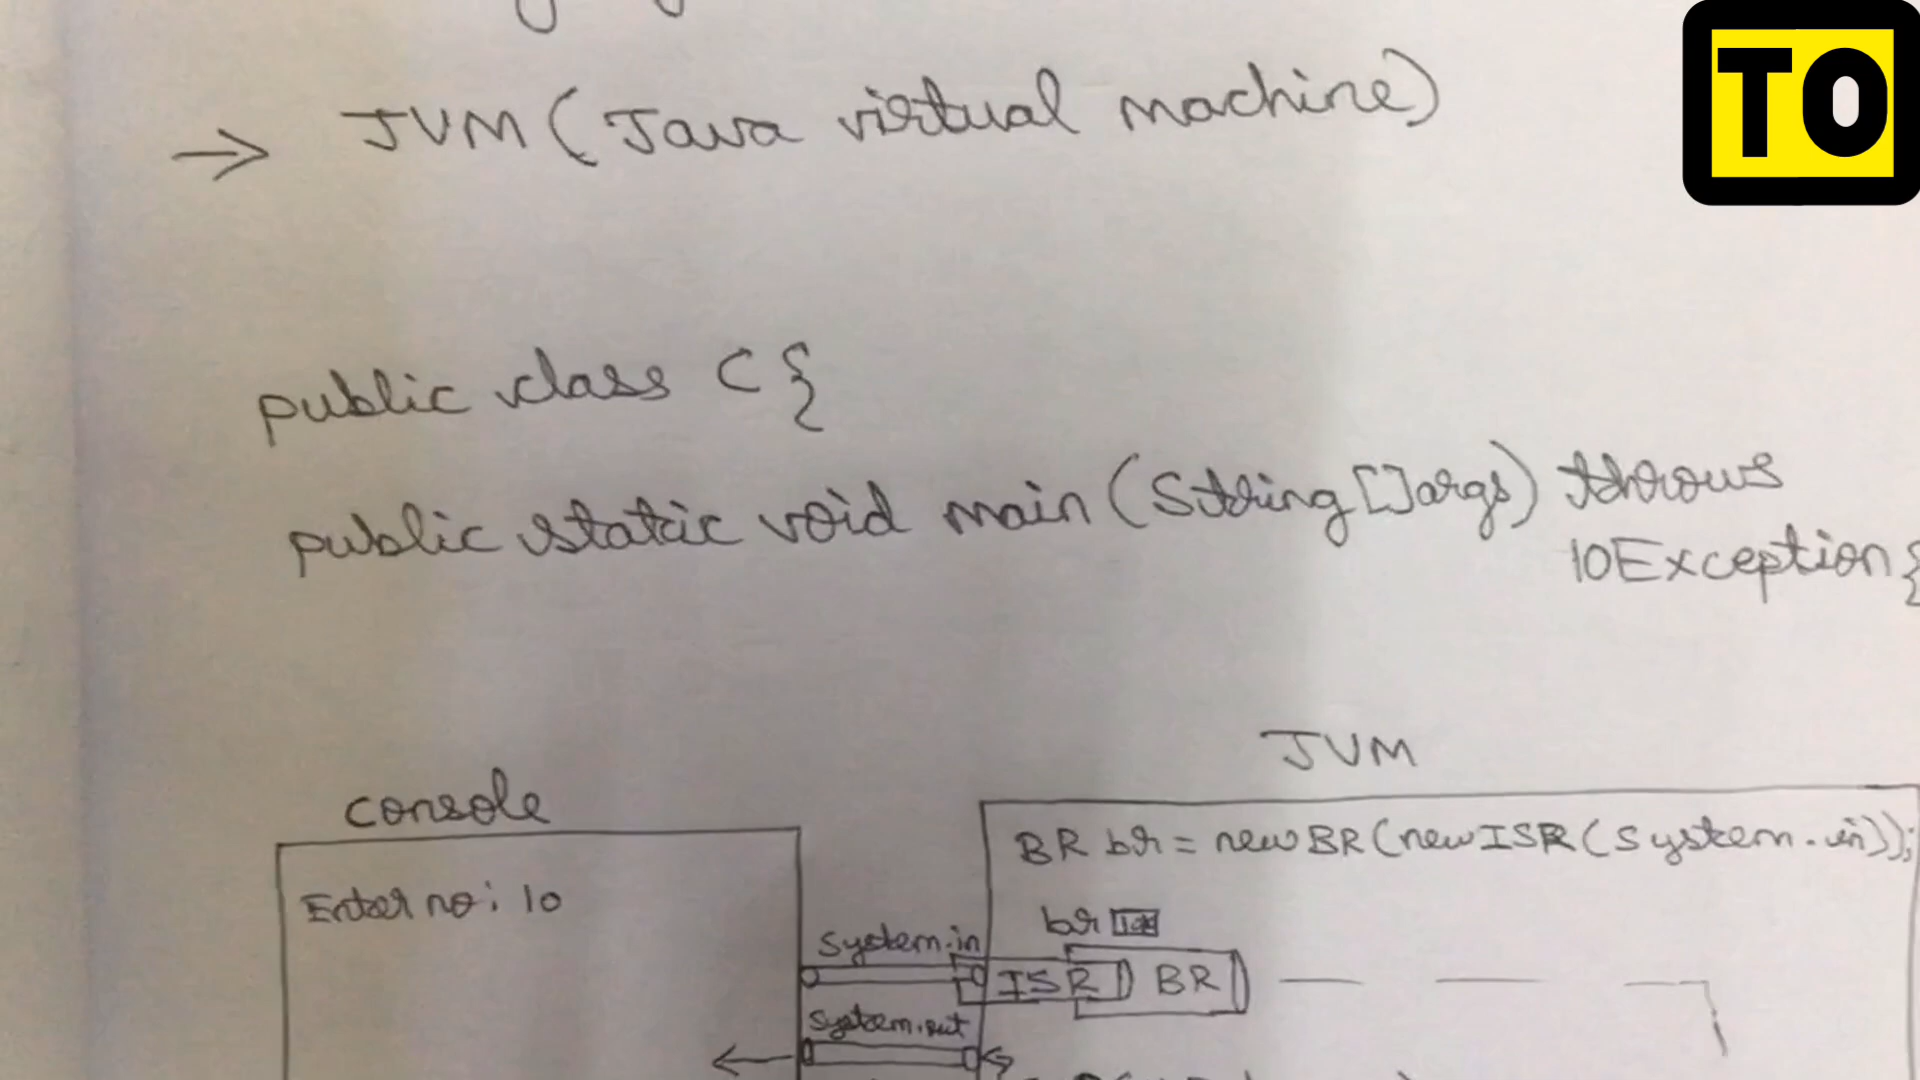 TO
→ JVM (Java virtual machine)
public class C {
public static void main (String [] args) throws
IOException {
JVM
console
BR br = new BR (new ISR (System.in));
Enter no: 10
br
System.in
ISR BR
System.out